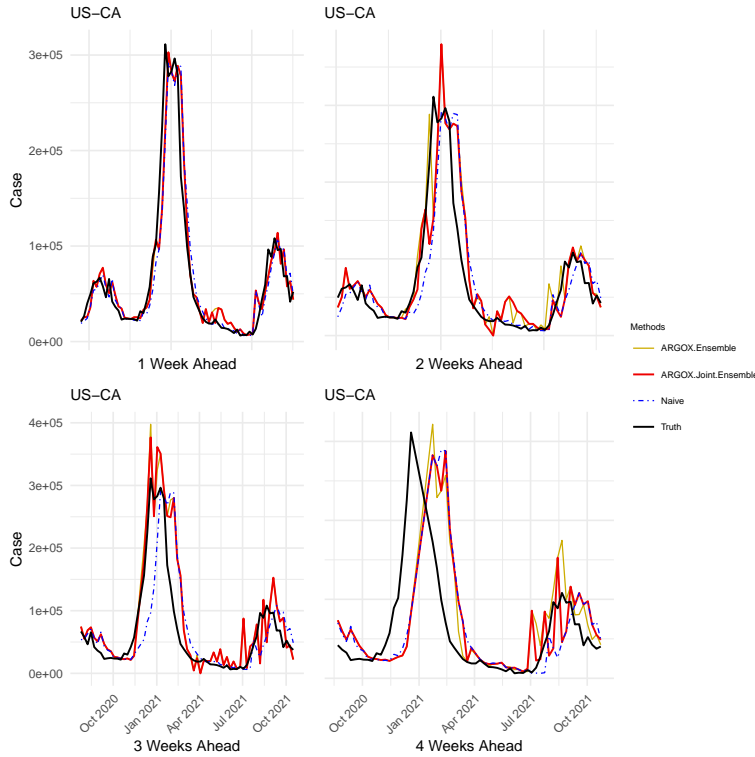 US−CA
US−CA
3e+05
2e+05
1e+05
0e+00
Case
1 Week Ahead
2 Weeks Ahead
Methods
ARGOX.Ensemble
ARGOX.Joint.Ensemble
Naive
Truth
US−CA
US−CA
4e+05
3e+05
2e+05
1e+05
0e+00
Case
Oct 2020
Jan 2021
Apr 2021
Jul 2021
Oct 2021
Oct 2020
Jan 2021
Apr 2021
Jul 2021
Oct 2021
3 Weeks Ahead
4 Weeks Ahead